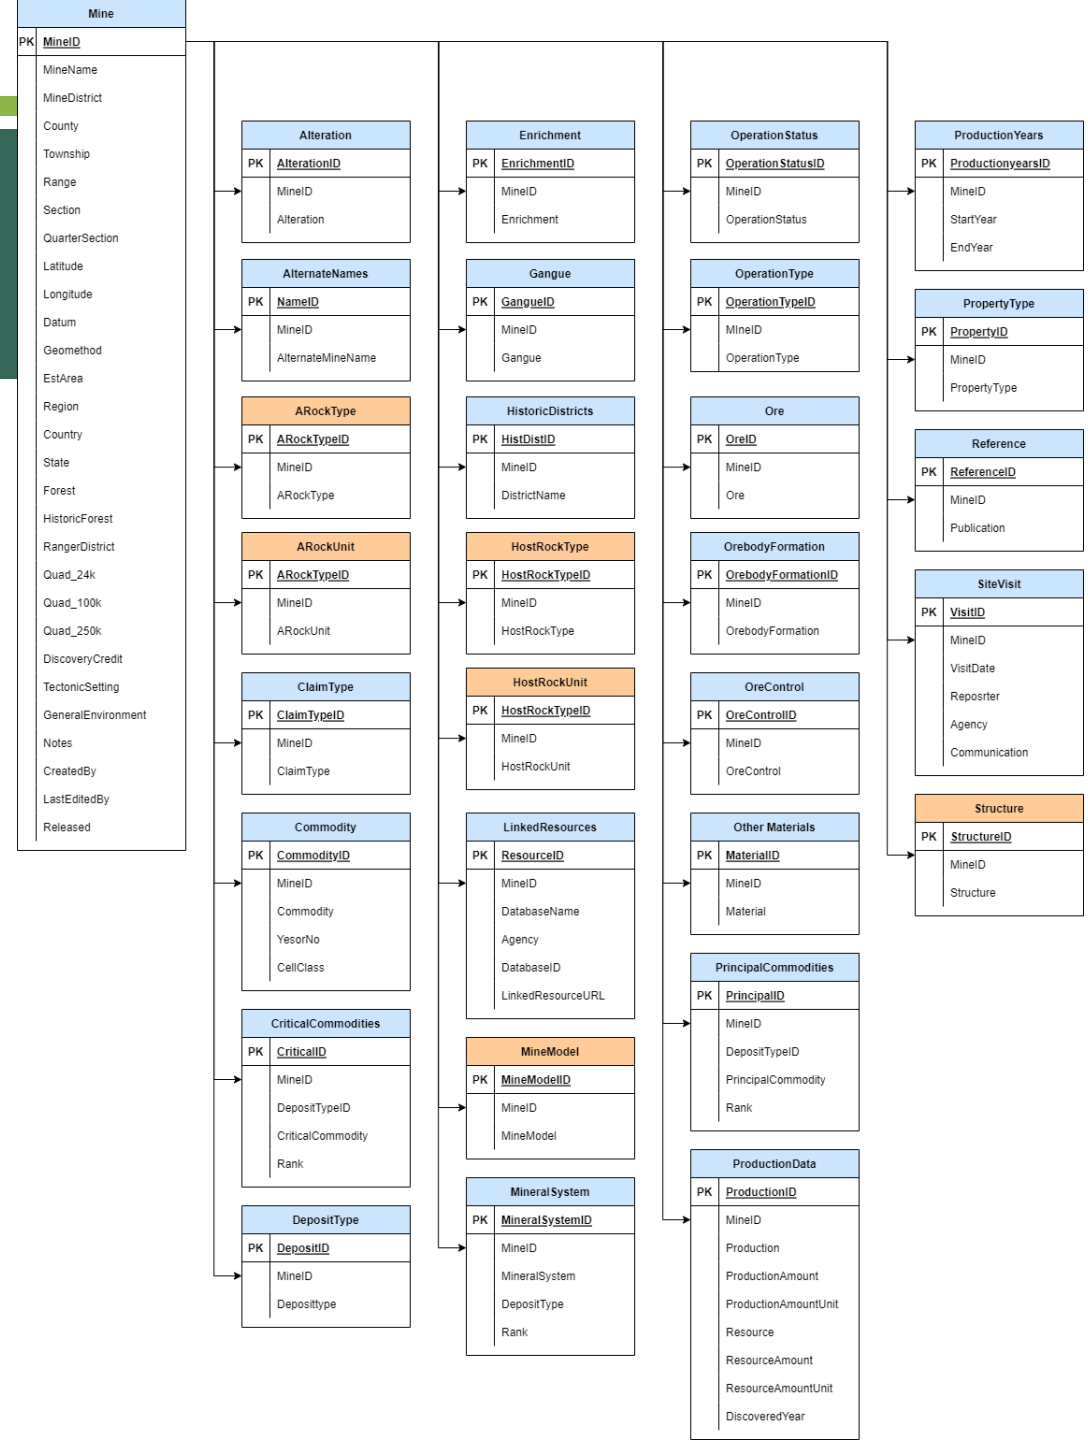 Mine
PK MineID
MineName
MineDistrict
County
Township
Range
Section
QuarterSection
Latitude
Longitude
Datum
Geomethod
EstArea
Region
Country
State
Forest
HistoricForest
RangerDistrict
Quad_24k
Quad_100k
Quad_250k
DiscoveryCredit
TectonicSetting
GeneralEnvironment
Notes
CreatedBy
LastEditedBy
Released
Alteration
PK AlterationID
MineID
Alteration
AlternateNames
PK NameID
MineID
AlternateMineName
ARockType
PK ARockTypeID
MineID
ARockType
ARockUnit
PK ARockTypeID
MineID
ARockUnit
ClaimType
PK ClaimTypeID
MineID
ClaimType
Commodity
PK CommodityID
MineID
Commodity
YesorNo
CellClass
CriticalCommodities
PK CriticalID
MineID
DepositTypeID
CriticalCommodity
Rank
DepositType
PK DepositID
MineID
Deposittype
Enrichment
PK EnrichmentID
MineID
Enrichment
Gangue
PK GangueID
MineID
Gangue
HistoricDistricts
PK HistDistID
MineID
DistrictName
HostRockType
PK HostRockTypeID
MineID
HostRockType
HostRockUnit
PK HostRockTypeID
MineID
HostRockUnit
LinkedResources
PK ResourceID
MineID
DatabaseName
Agency
DatabaseID
LinkedResourceURL
MineModel
PK MineModelID
MineID
MineModel
MineralSystem
PK MineralSystemID
MineID
MineralSystem
DepositType
Rank
OperationStatus
PK OperationStatusID
MineID
OperationStatus
OperationType
PK OperationTypeID
MIneID
OperationType
Ore
PK OreID
MineID
Ore
OrebodyFormation
PK OrebodyFormationID
MineID
OrebodyFormation
OreControl
PK OreControlID
MineID
OreControl
Other Materials
PK MaterialID
MineID
Material
PrincipalCommodities
PK PrincipalID
MineID
DepositTypeID
PrincipalCommodity
Rank
ProductionData
PK ProductionID
MineID
Production
ProductionAmount
ProductionAmountUnit
Resource
ResourceAmount
ResourceAmountUnit
DiscoveredYear
ProductionYears
PK ProductionyearsID
MineID
StartYear
EndYear
PropertyType
PK PropertyID
MineID
PropertyType
Reference
PK ReferenceID
MineID
Publication
SiteVisit
PK VisitID
MineID
VisitDate
Reposrter
Agency
Communication
Structure
PK StructureID
MineID
Structure